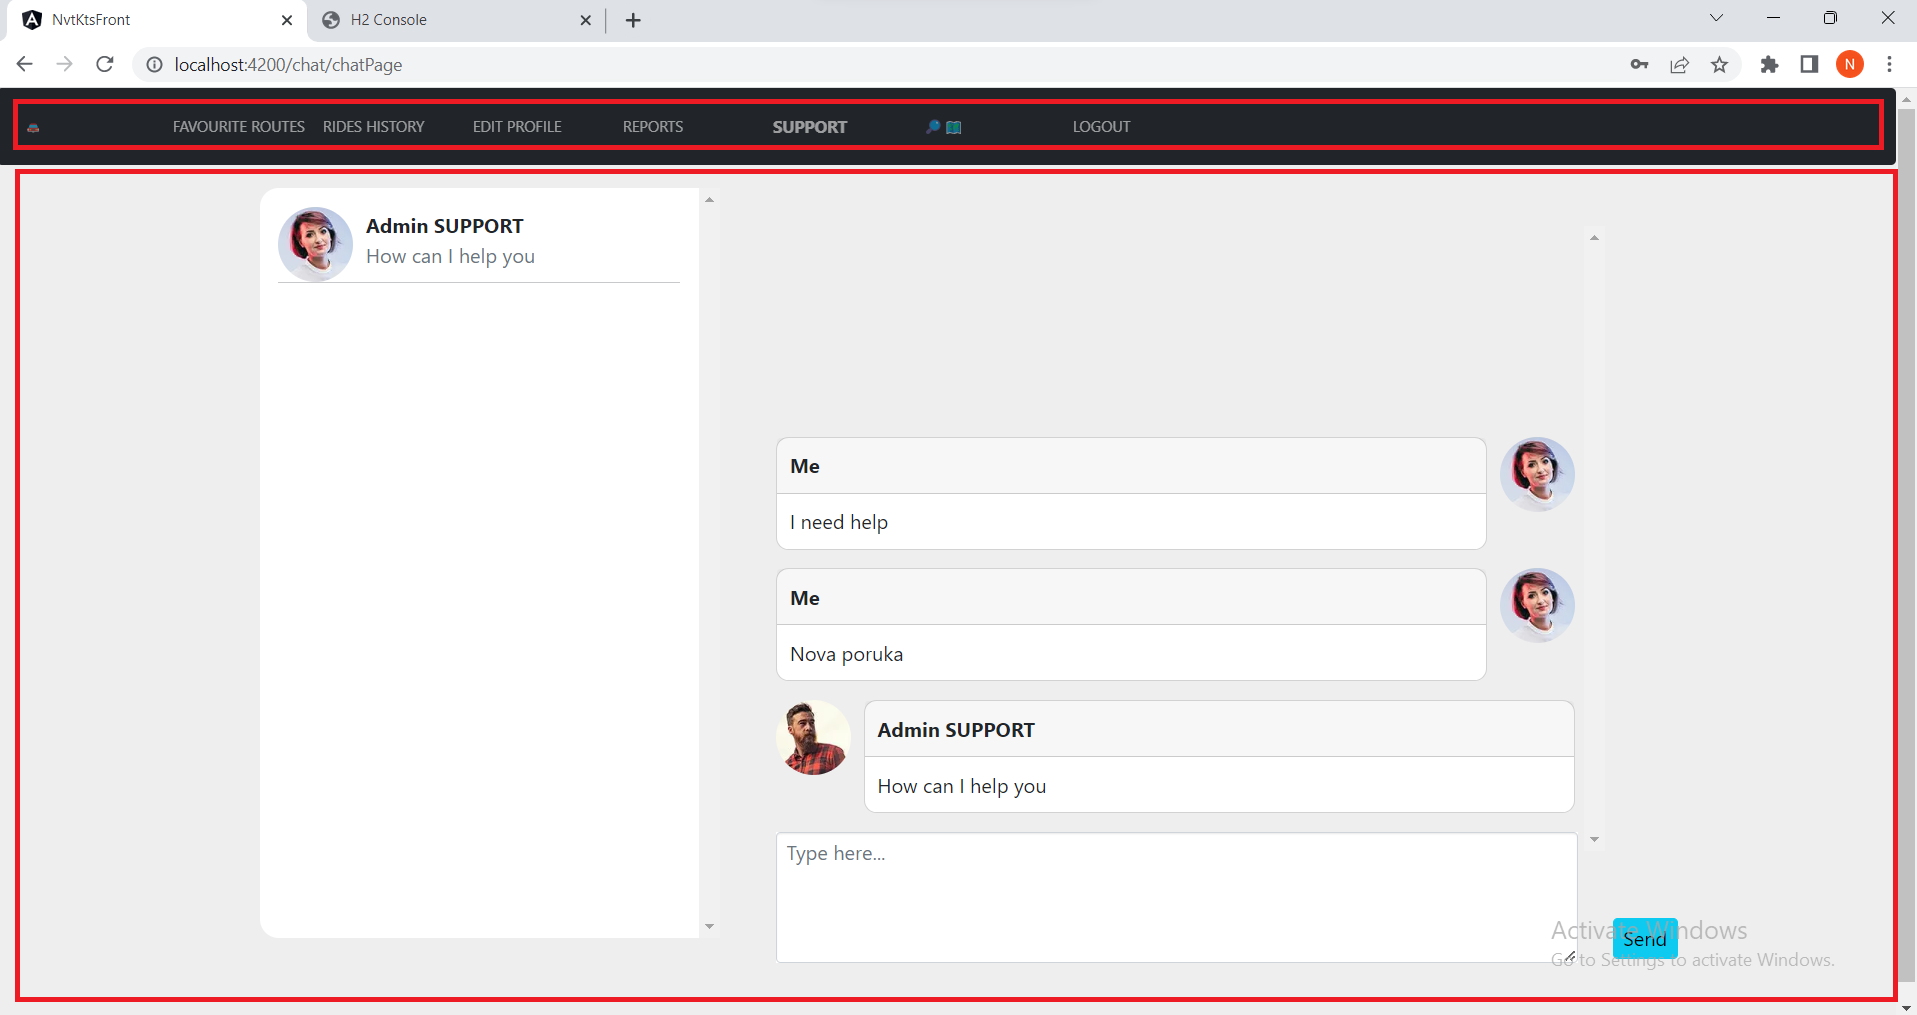 NvtKtsFront
H2 Console
localhost:4200/chat/chatPage
N
FAVOURITE ROUTES RIDES HISTORY EDIT PROFILE REPORTS SUPPORT LOGOUT
Admin SUPPORT
How can I help you
Me
I need help
Me
Nova poruka
Admin SUPPORT
How can I help you
Type here...
Send
Activate Windows
Go to Settings to activate Windows.